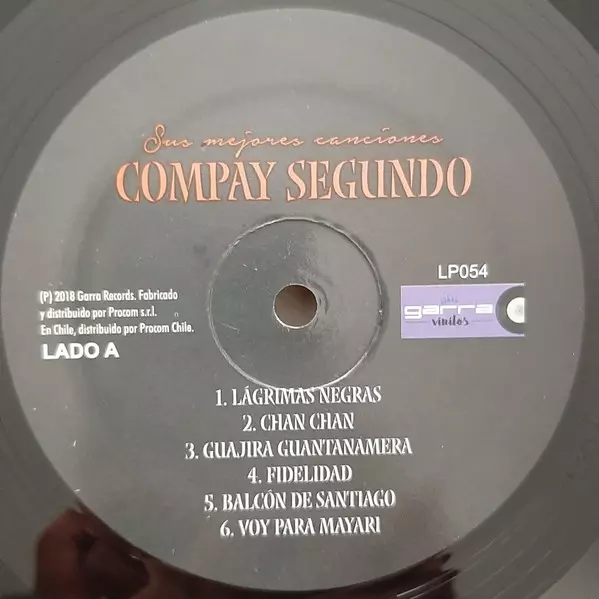 Sus mejores canciones
COMPAY SEGUNDO
LP054
(P) 2018 Garra Records. Fabricado
y distribuido por Procom s.r.l.
En Chile, distribuido por Procom Chile.
LADO A
garra
vinilos
1. LÁGRIMAS NEGRAS
2. CHAN CHAN
3. GUAJIRA GUANTANAMERA
4. FIDELIDAD
5. BALCÓN DE SANTIAGO
6. VOY PARA MAYARI